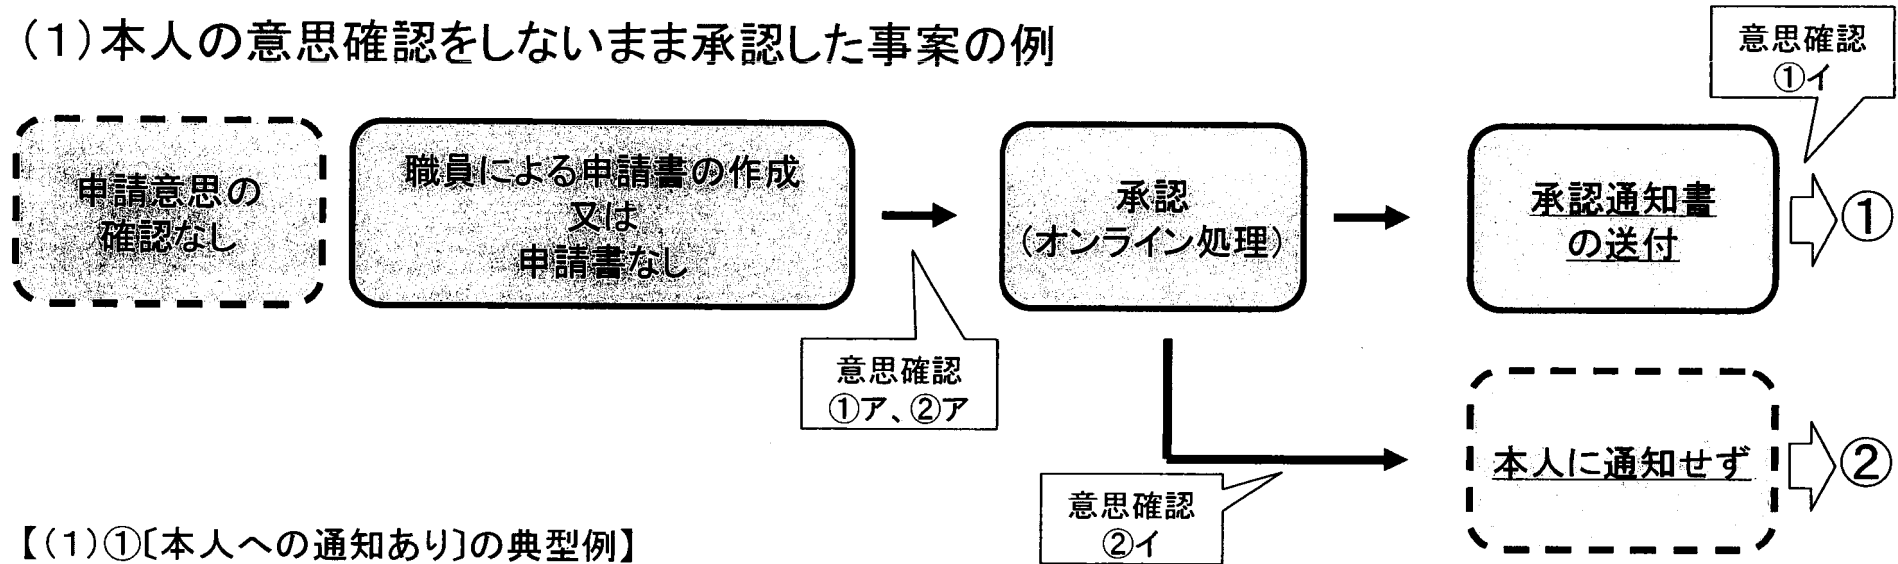 (1)本人の意思確認をしないまま承認した事案の例
意思確認
①イ
申請意思の
確認なし
職員による申請書の作成
又は
申請書なし
承認
(オンライン処理)
承認通知書
の送付
①
意思確認
①ア、②ア
本人に通知せず
②
意思確認
②イ
【(1)①〔本人への通知あり〕の典型例】